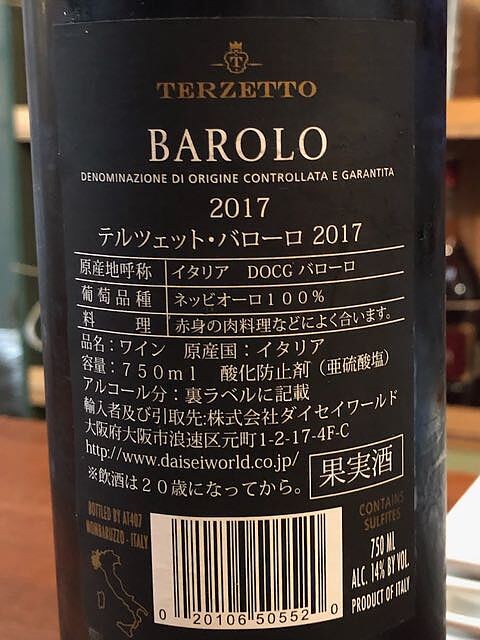 T
TERZETTO
BAROLO
DENOMINAZIONE DI ORIGINE CONTROLLATA E GARANTITA
2017
テルツェット・バローロ 2017
原産地呼称 イタリア DOCG バローロ
葡萄品種 ネッビオーロ100%
料理 赤身の肉料理などによく合います。
品名:ワイン 原産国:イタリア
容量:750ml 酸化防止剤(亜硫酸塩)
アルコール分:裏ラベルに記載
輸入者及び引取先:株式会社ダイセイワールド
大阪府大阪市浪速区元町1-2-17-4F-C
http://www.daiseiworld.co.jp/
※飲酒は20歳になってから。
果実酒
BOTTLED BY AT407
MOMBARUZZO - ITALY
CONTAINS
SULFITES
750 ML
ALC. 14% BY VOL.
PRODUCT OF ITALY
0 20106 50552 0